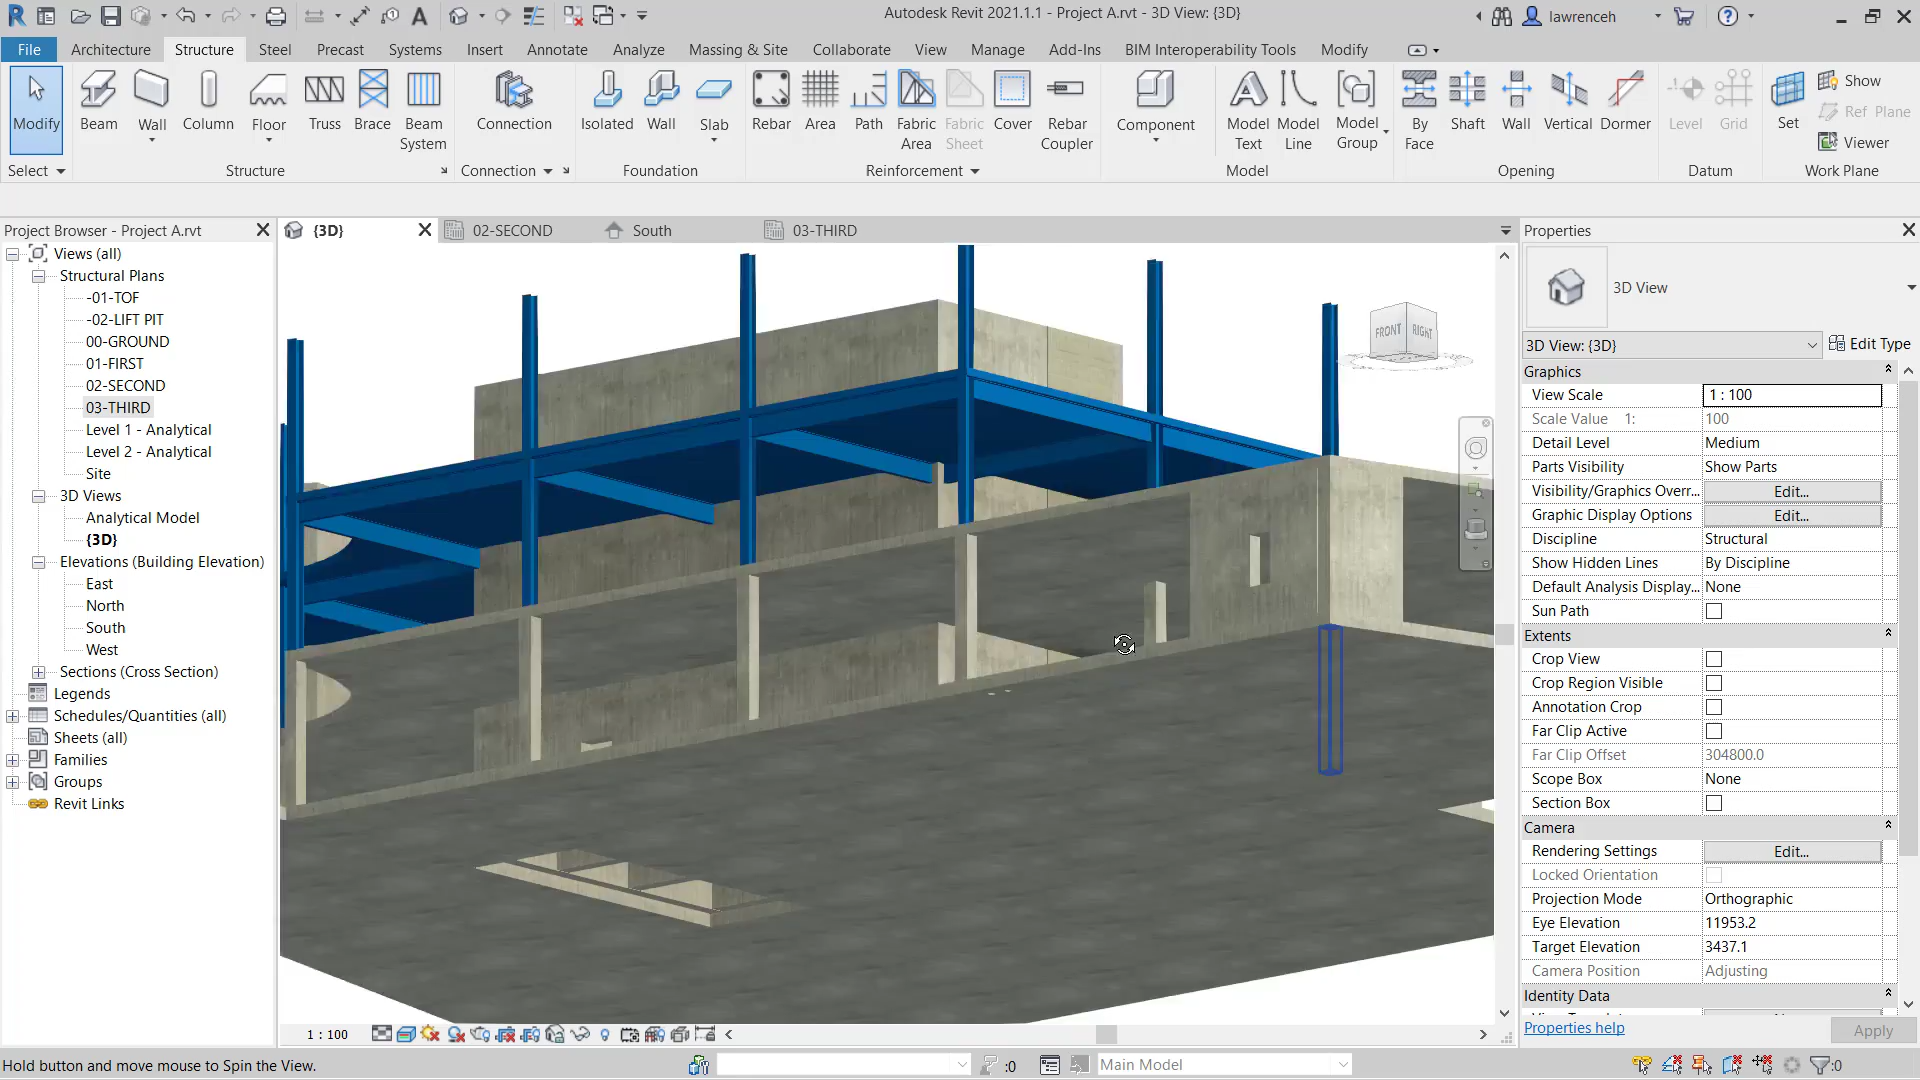 Autodesk Revit 2021.1.1 - Project A.rvt - 3D View: {3D}
lawrenceh
File Architecture Structure Steel Precast Systems Insert Annotate Analyze Massing & Site Collaborate View Manage Add-Ins BIM Interoperability Tools Modify
Modify Beam Wall Column Floor Truss Brace Beam System Connection Isolated Wall Slab Rebar Area Path Fabric Area Fabric Sheet Cover Rebar Coupler Component Model Text Model Line Model Group By Face Shaft Wall Vertical Dormer Level Grid Set Show Ref Plane Viewer
Select Structure Connection Foundation Reinforcement Model Opening Datum Work Plane
Project Browser - Project A.rvt
Views (all)
Structural Plans
-01-TOF
-02-LIFT PIT
00-GROUND
01-FIRST
02-SECOND
03-THIRD
Level 1 - Analytical
Level 2 - Analytical
Site
3D Views
Analytical Model
{3D}
Elevations (Building Elevation)
East
North
South
West
Sections (Cross Section)
Legends
Schedules/Quantities (all)
Sheets (all)
Families
Groups
Revit Links
{3D} 02-SECOND South 03-THIRD
FRONT RIGHT
1 : 100
Properties
3D View
3D View: {3D} Edit Type
Graphics
View Scale 1 : 100
Scale Value 1: 100
Detail Level Medium
Parts Visibility Show Parts
Visibility/Graphics Overr... Edit...
Graphic Display Options Edit...
Discipline Structural
Show Hidden Lines By Discipline
Default Analysis Display... None
Sun Path
Extents
Crop View
Crop Region Visible
Annotation Crop
Far Clip Active
Far Clip Offset 304800.0
Scope Box None
Section Box
Camera
Rendering Settings Edit...
Locked Orientation
Projection Mode Orthographic
Eye Elevation 11953.2
Target Elevation 3437.1
Camera Position Adjusting
Identity Data
Properties help Apply
Hold button and move mouse to Spin the View.
:0 Main Model :0